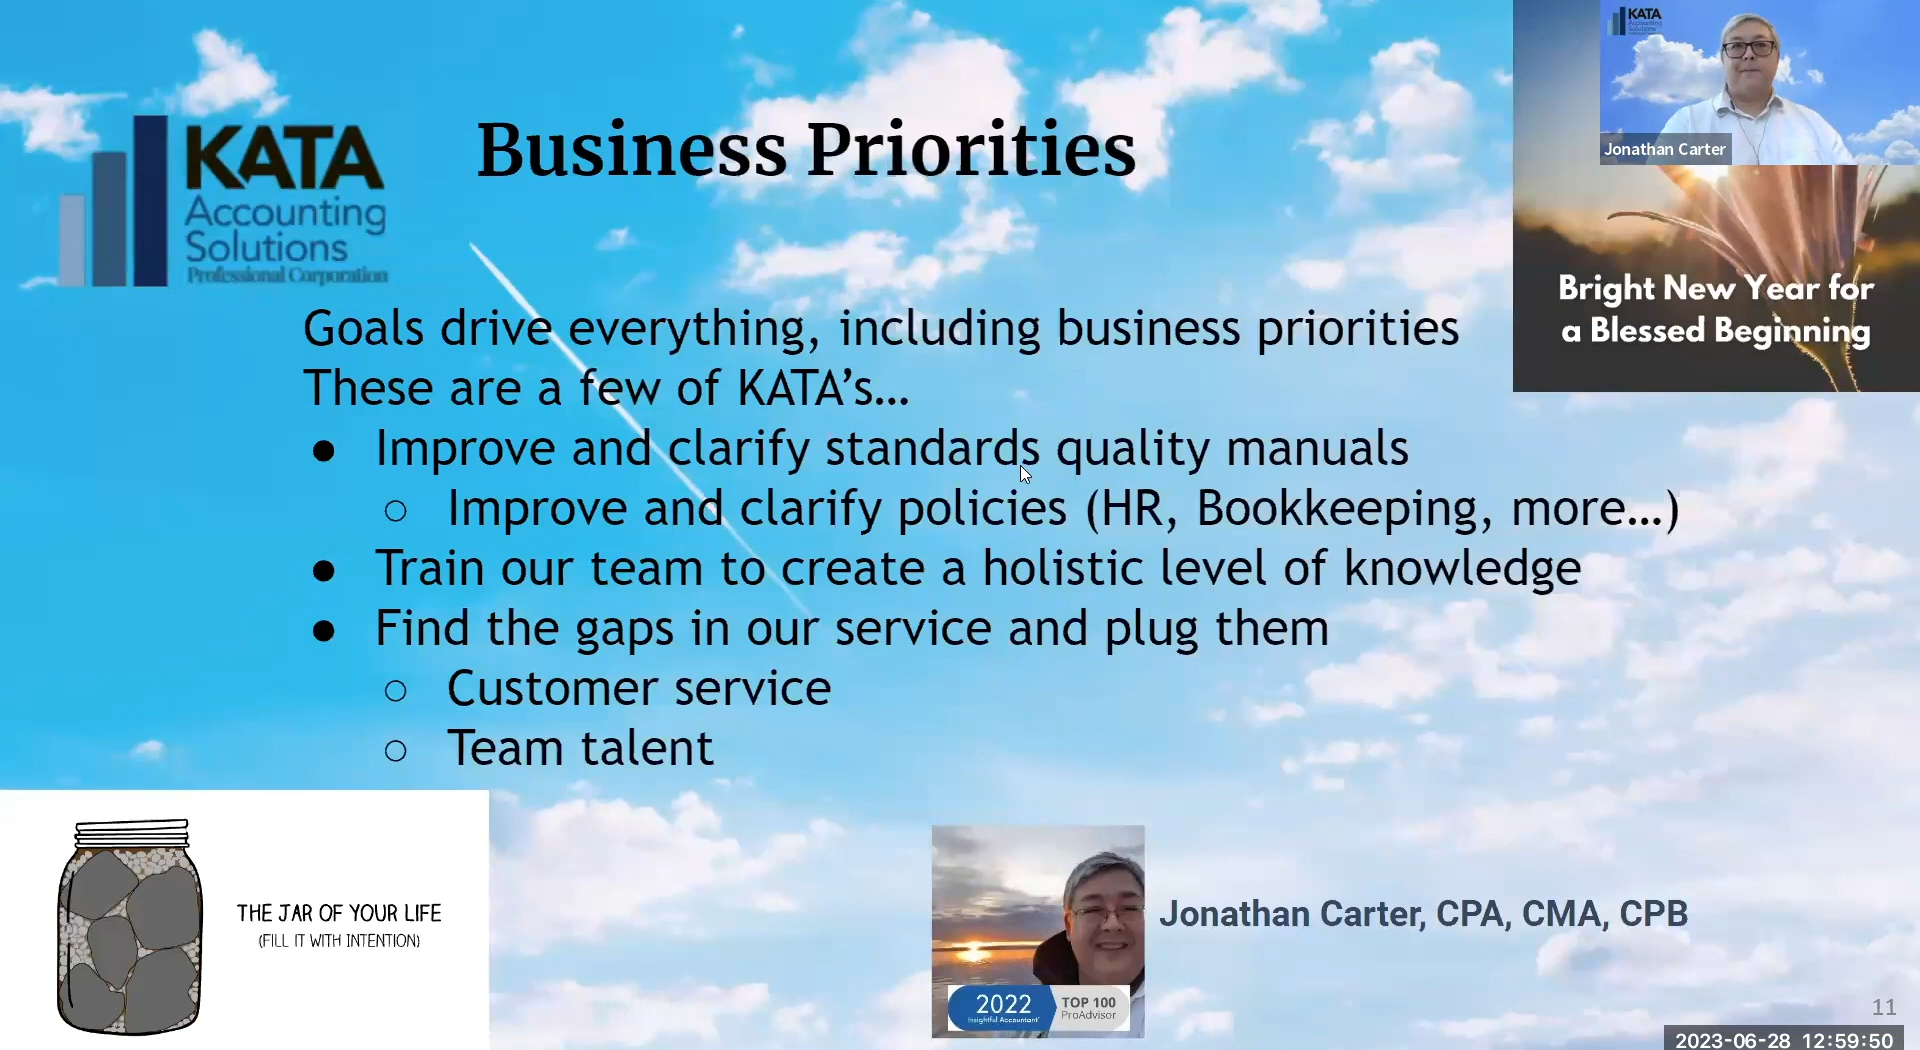 KATA
Accounting
Solutions
Professional Corporation
Business Priorities
KATA
Accounting
Solutions
Jonathan Carter
Bright New Year for
a Blessed Beginning
Goals drive everything, including business priorities
These are a few of KATA’s…
● Improve and clarify standards quality manuals
○ Improve and clarify policies (HR, Bookkeeping, more…)
● Train our team to create a holistic level of knowledge
● Find the gaps in our service and plug them
○ Customer service
○ Team talent
THE JAR OF YOUR LIFE
(FILL IT WITH INTENTION)
Jonathan Carter, CPA, CMA, CPB
2022
Insightful Accountant
TOP 100
ProAdvisor
11
2023-06-28 12:59:50